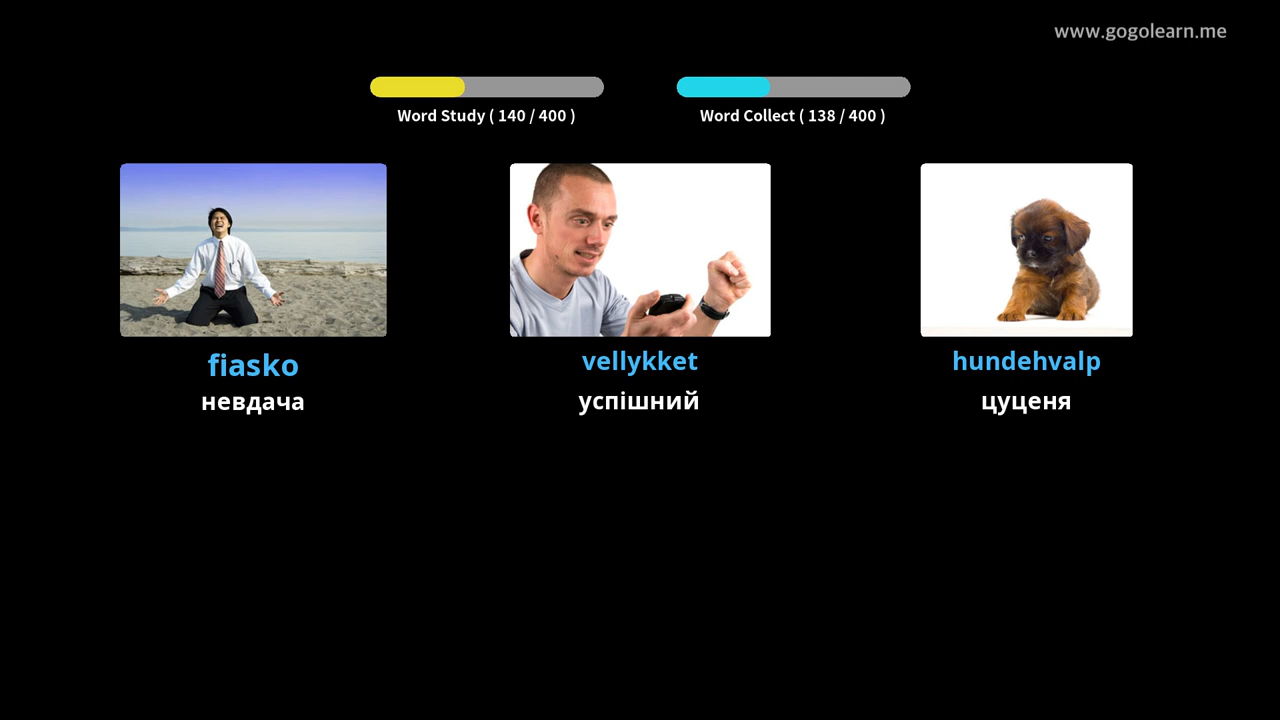 www.gogolearn.me
Word Study ( 140 / 400 )
Word Collect ( 138 / 400 )
fiasko
невдача
vellykket
успішний
hundehvalp
цуценя